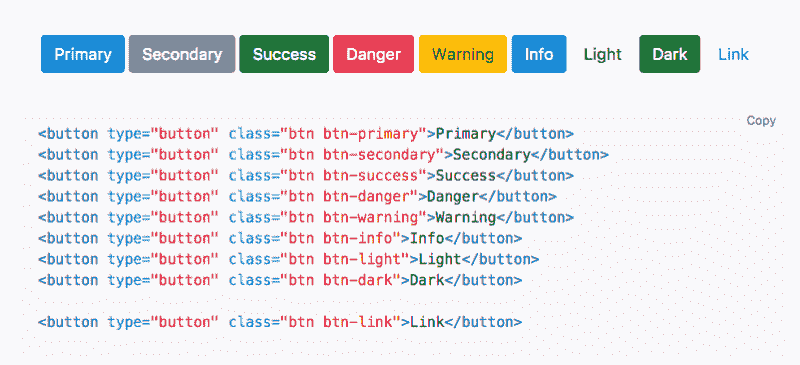 Primary Secondary Success Danger Warning Info Light Dark Link
Copy
<button type="button" class="btn btn-primary">Primary</button>
<button type="button" class="btn btn-secondary">Secondary</button>
<button type="button" class="btn btn-success">Success</button>
<button type="button" class="btn btn-danger">Danger</button>
<button type="button" class="btn btn-warning">Warning</button>
<button type="button" class="btn btn-info">Info</button>
<button type="button" class="btn btn-light">Light</button>
<button type="button" class="btn btn-dark">Dark</button>
<button type="button" class="btn btn-link">Link</button>